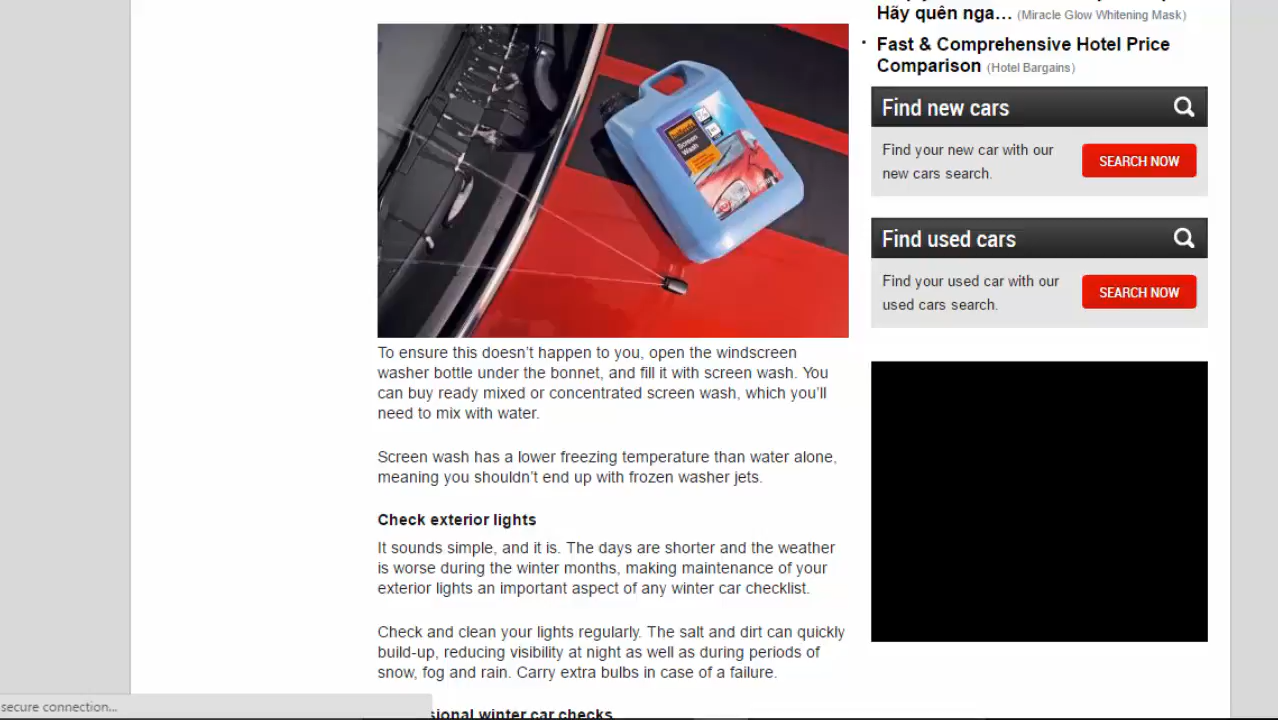 Hãy quên nga… (Miracle Glow Whitening Mask)
Fast & Comprehensive Hotel Price
Comparison (Hotel Bargains)
Find new cars
Find your new car with our
new cars search.
SEARCH NOW
Find used cars
Find your used car with our
used cars search.
SEARCH NOW
Screen
Wash
To ensure this doesn’t happen to you, open the windscreen
washer bottle under the bonnet, and fill it with screen wash. You
can buy ready mixed or concentrated screen wash, which you’ll
need to mix with water.
Screen wash has a lower freezing temperature than water alone,
meaning you shouldn’t end up with frozen washer jets.
Check exterior lights
It sounds simple, and it is. The days are shorter and the weather
is worse during the winter months, making maintenance of your
exterior lights an important aspect of any winter car checklist.
Check and clean your lights regularly. The salt and dirt can quickly
build-up, reducing visibility at night as well as during periods of
snow, fog and rain. Carry extra bulbs in case of a failure.
secure connection...
winter car checks